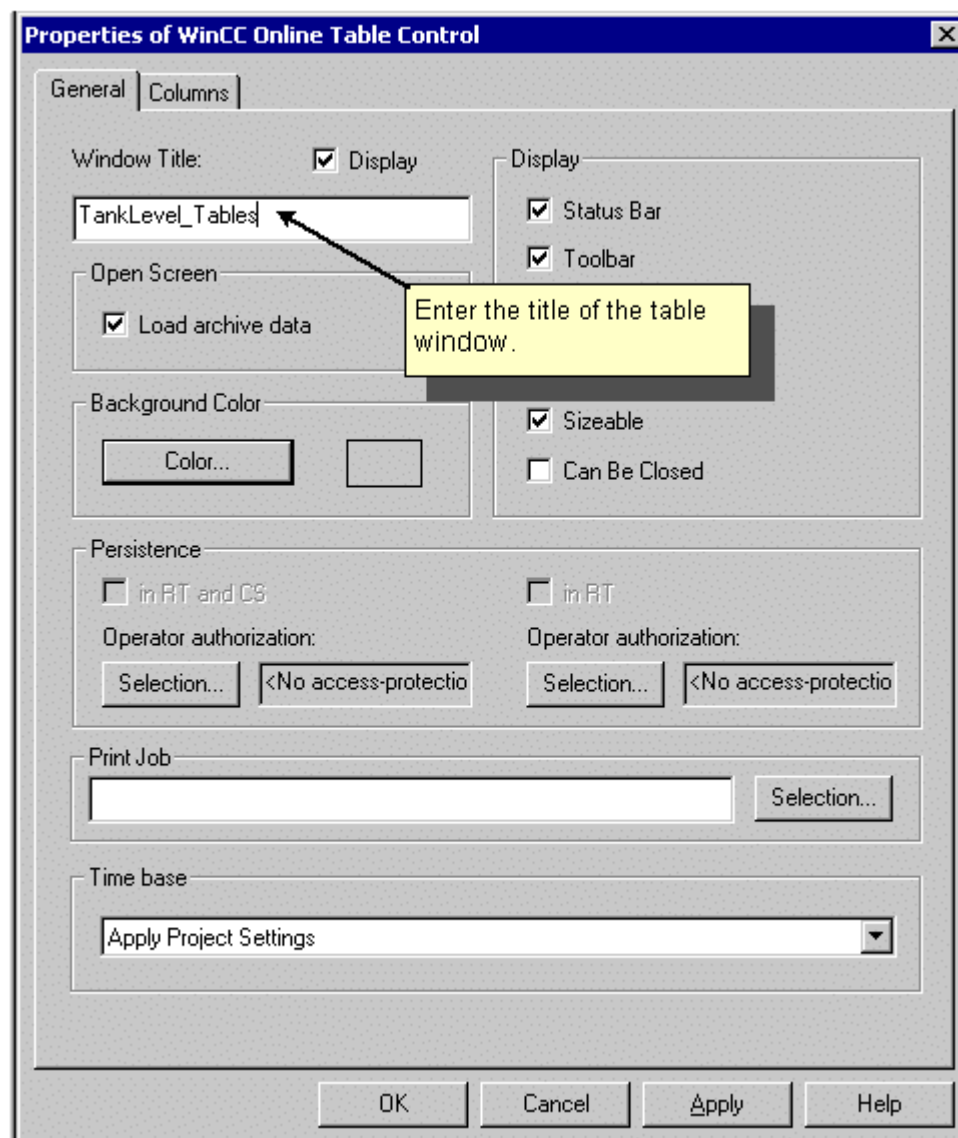 Properties of WinCC Online Table Control
General Columns
Window Title: Display
TankLevel_Tables
Open Screen
Load archive data
Display
Status Bar
Toolbar
Enter the title of the table
window.
Sizeable
Can Be Closed
Background Color
Color...
Persistence
in RT and CS in RT
Operator authorization: Operator authorization:
Selection... <No access-protectio Selection... <No access-protectio
Print Job
Selection...
Time base
Apply Project Settings
OK Cancel Apply Help